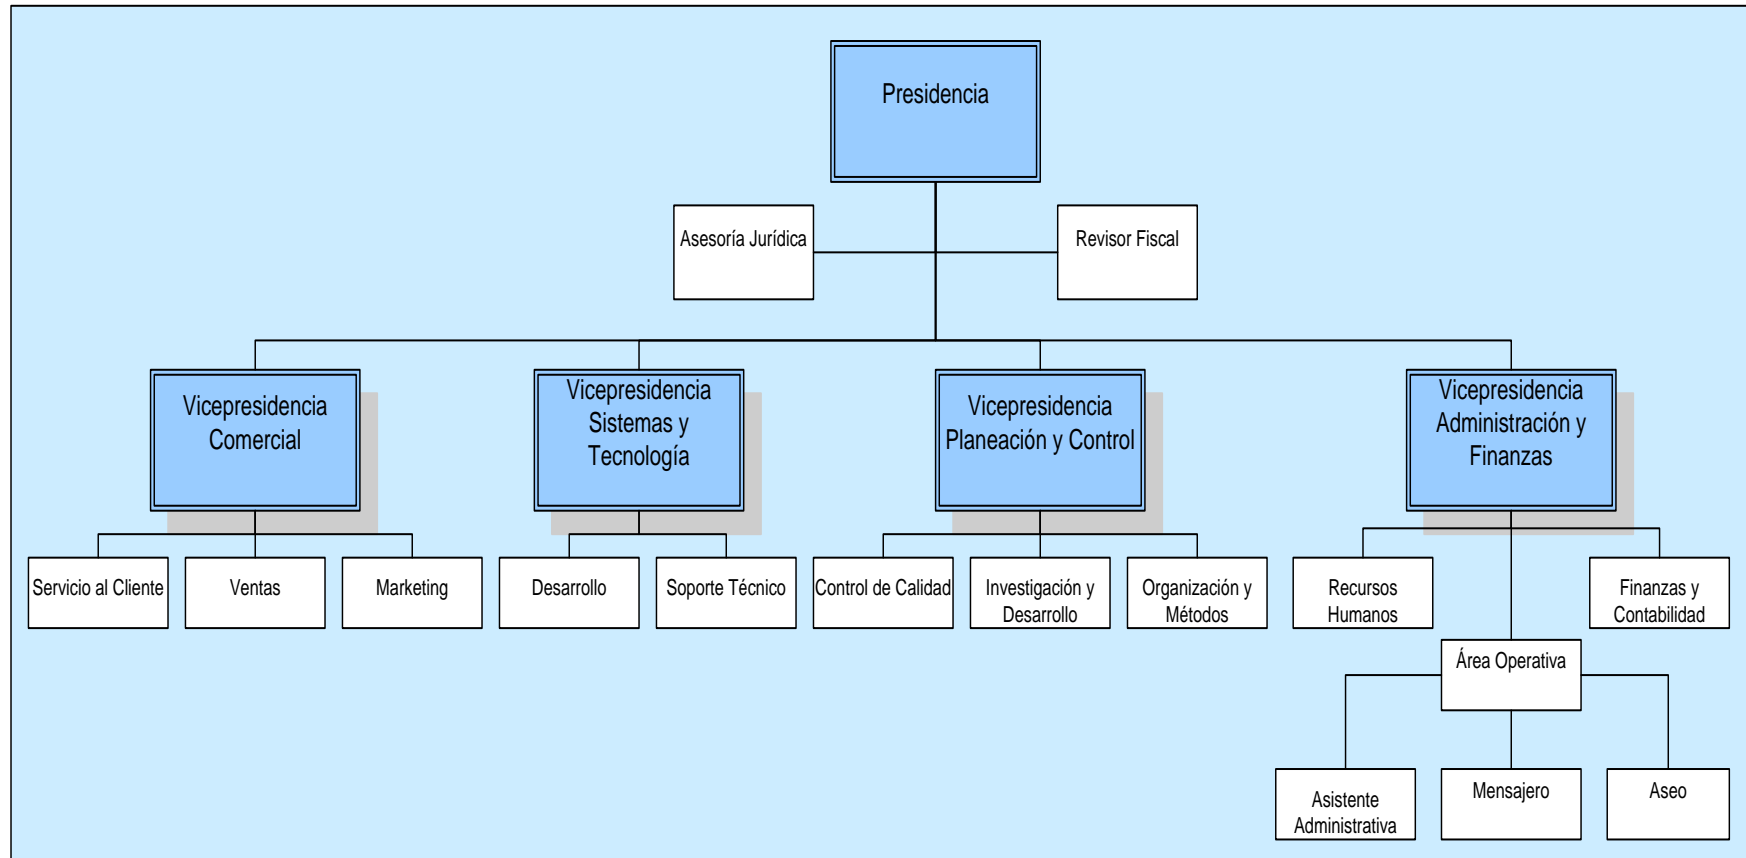 Presidencia
Asesoría Jurídica
Revisor Fiscal
Vicepresidencia
Comercial
Vicepresidencia
Sistemas y
Tecnología
Vicepresidencia
Planeación y Control
Vicepresidencia
Administración y
Finanzas
Servicio al Cliente
Ventas
Marketing
Desarrollo
Soporte Técnico
Control de Calidad
Investigación y
Desarrollo
Organización y
Métodos
Recursos
Humanos
Finanzas y
Contabilidad
Área Operativa
Asistente
Administrativa
Mensajero
Aseo